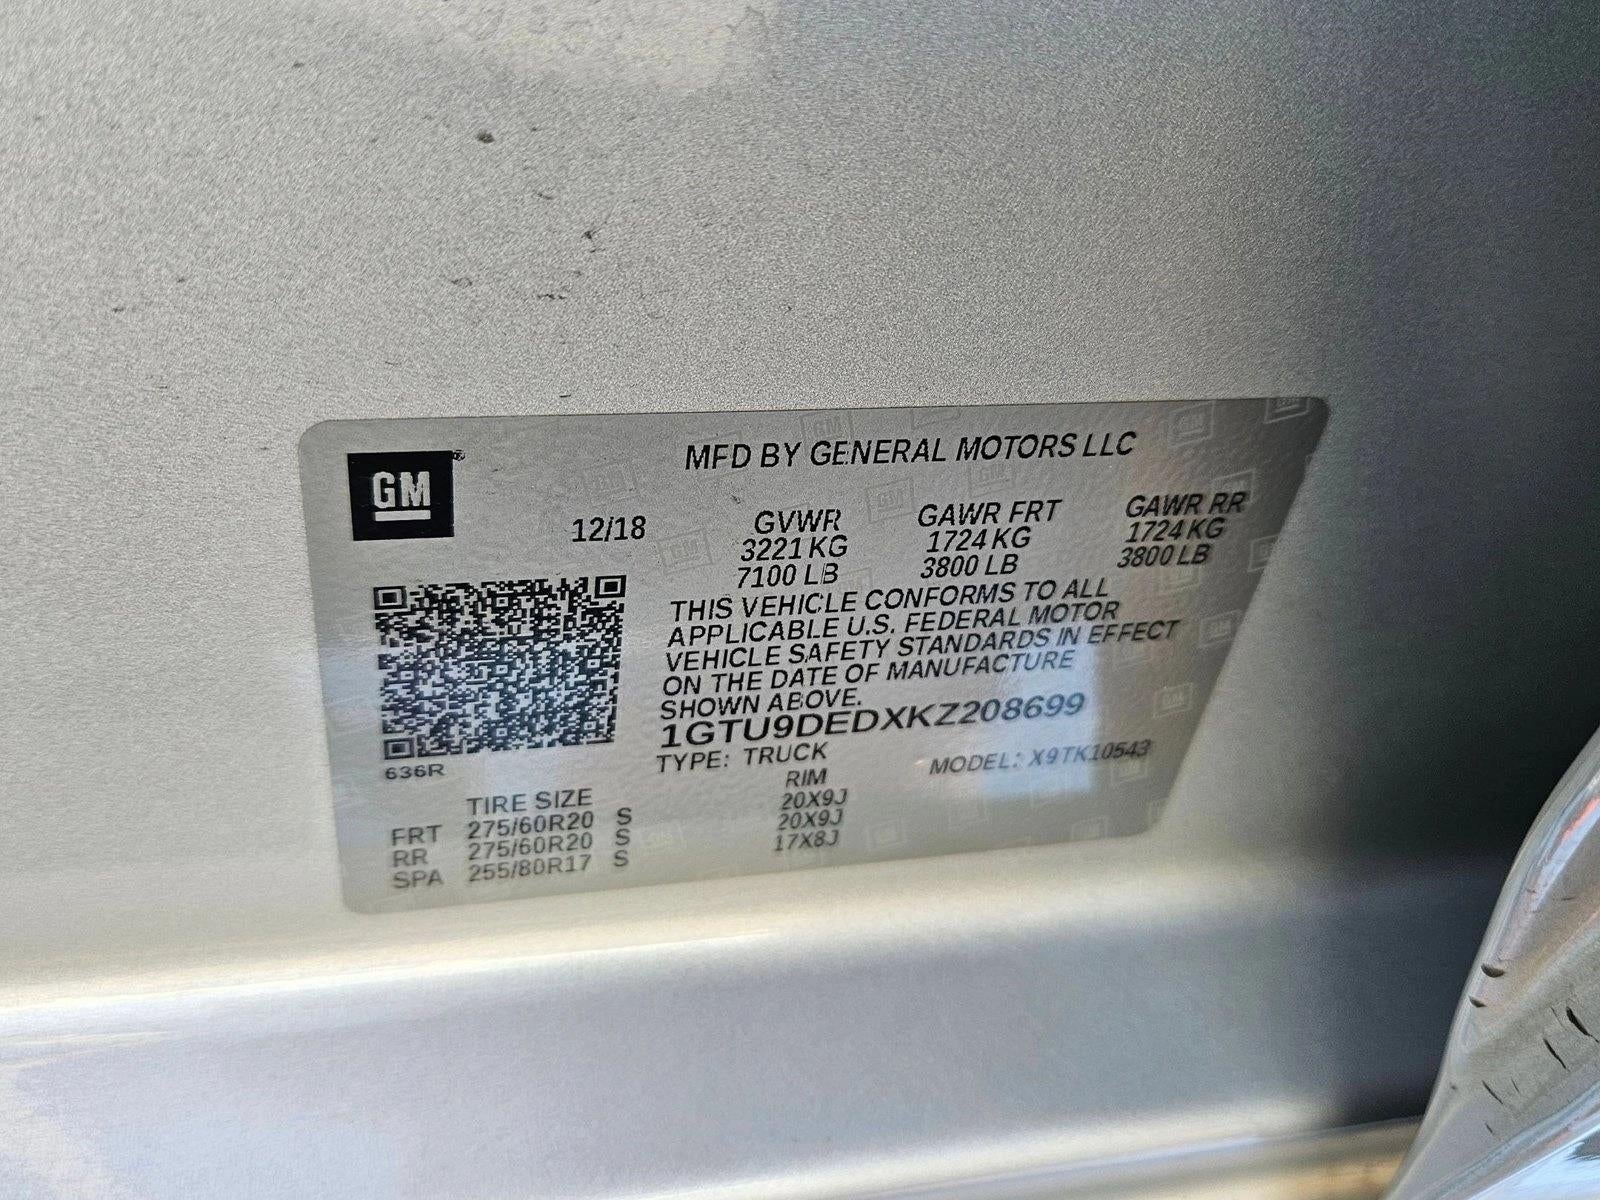 GM
MFD BY GENERAL MOTORS LLC
12/18 GVWR GAWR FRT GAWR RR
3221 KG 1724 KG 1724 KG
7100 LB 3800 LB 3800 LB
THIS VEHICLE CONFORMS TO ALL
APPLICABLE U.S. FEDERAL MOTOR
VEHICLE SAFETY STANDARDS IN EFFECT
ON THE DATE OF MANUFACTURE
SHOWN ABOVE.
1GTU9DEDXKZ208699
TYPE: TRUCK MODEL: X9TK10543
636R
TIRE SIZE RIM
FRT 275/60R20 S 20X9J
RR 275/60R20 S 20X9J
SPA 255/80R17 S 17X8J